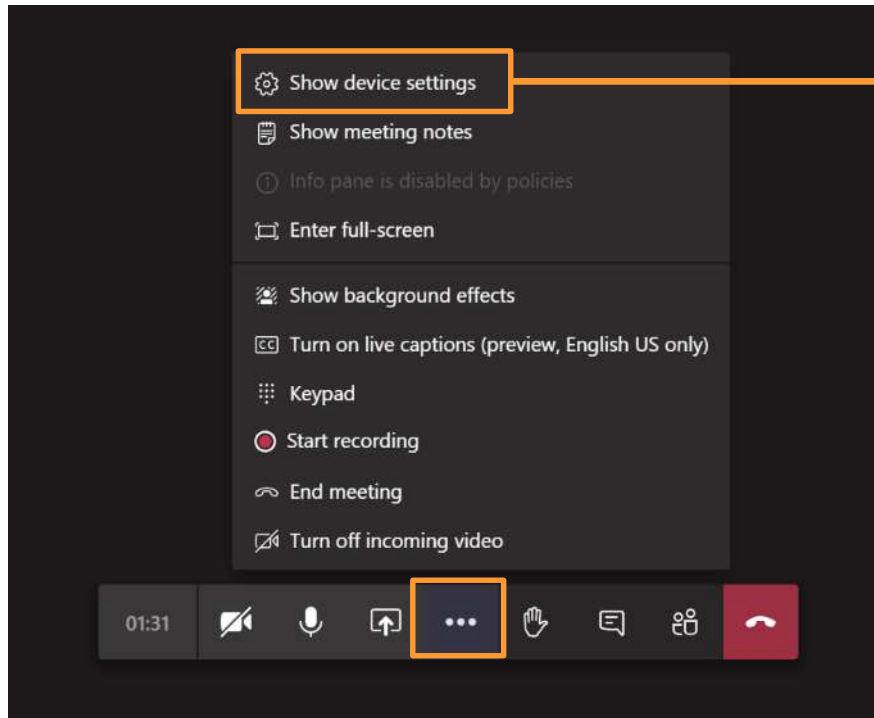 Show device settings
Show meeting notes
Info pane is disabled by policies
Enter full-screen
Show background effects
CC Turn on live captions (preview, English US only)
Keypad
Start recording
End meeting
Turn off incoming video
01:31